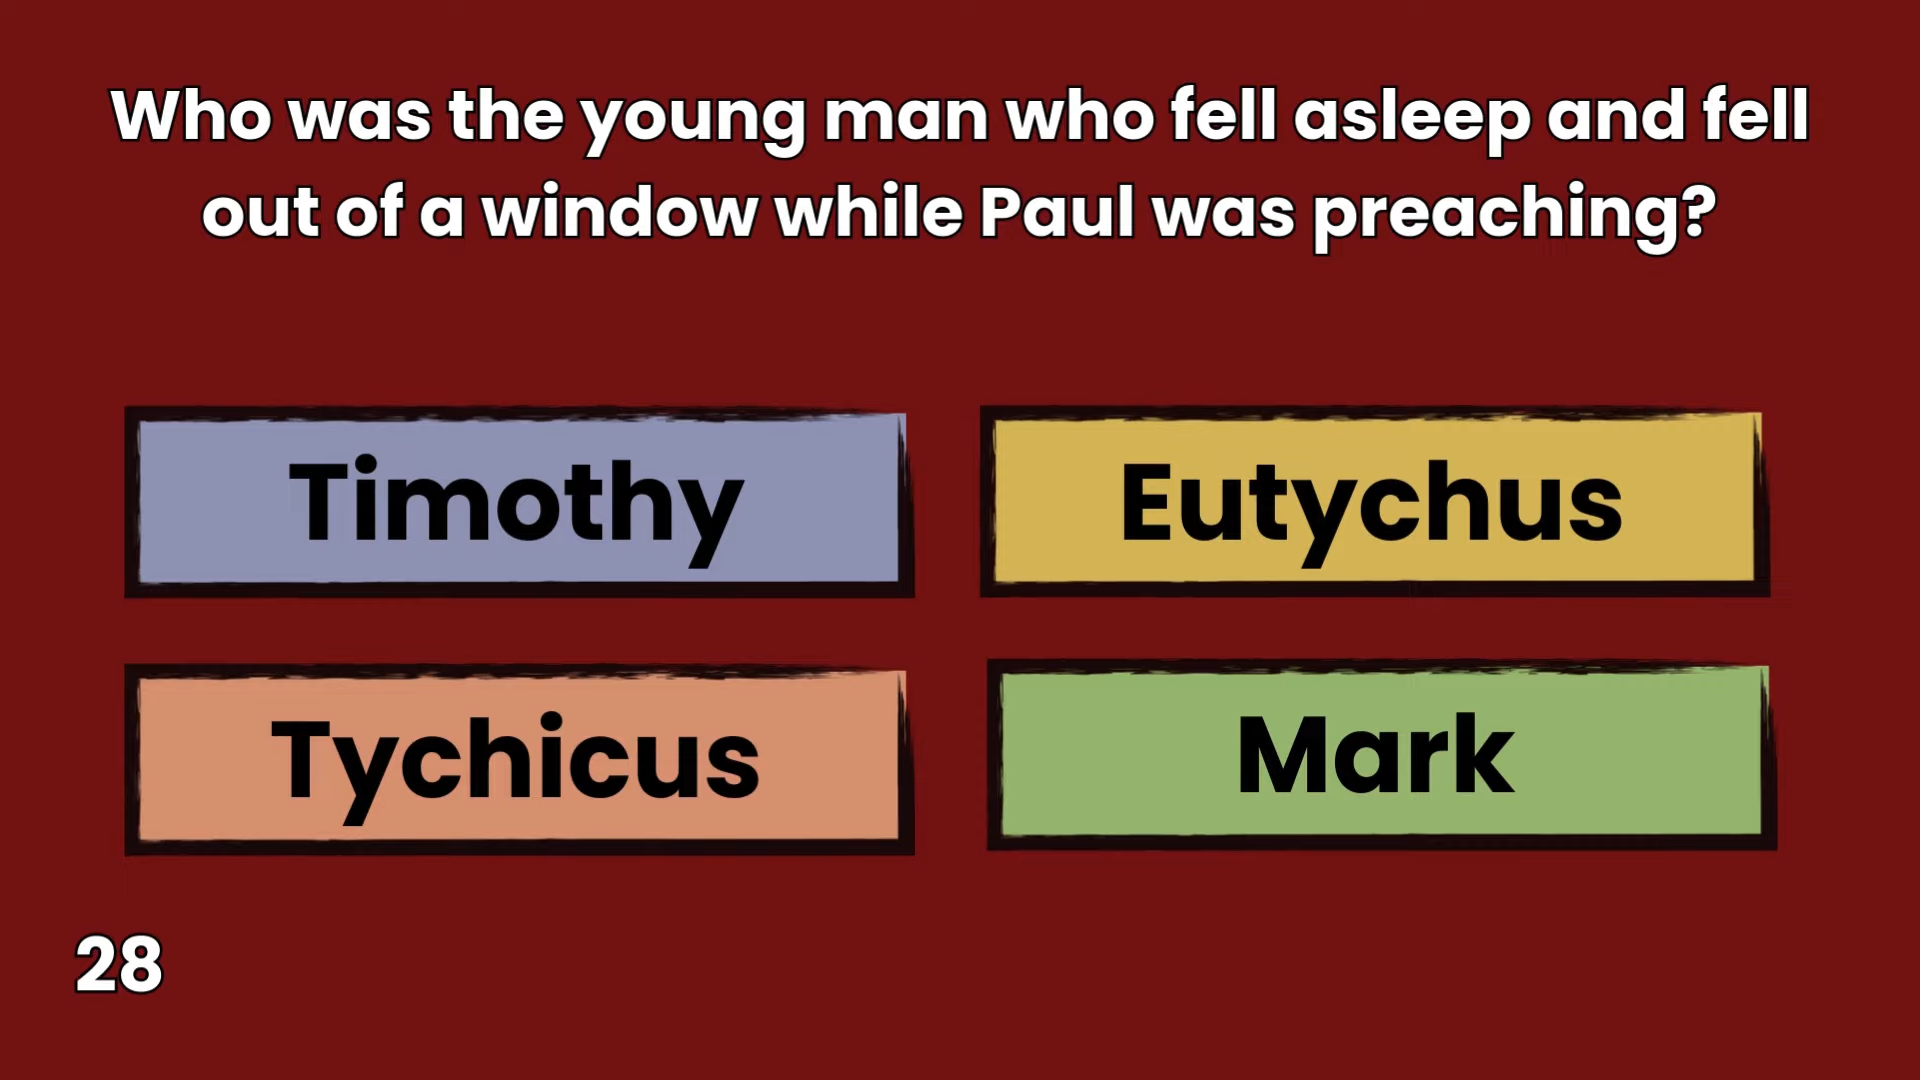 Who was the young man who fell asleep and fell
out of a window while Paul was preaching?
Timothy
Eutychus
Tychicus
Mark
28